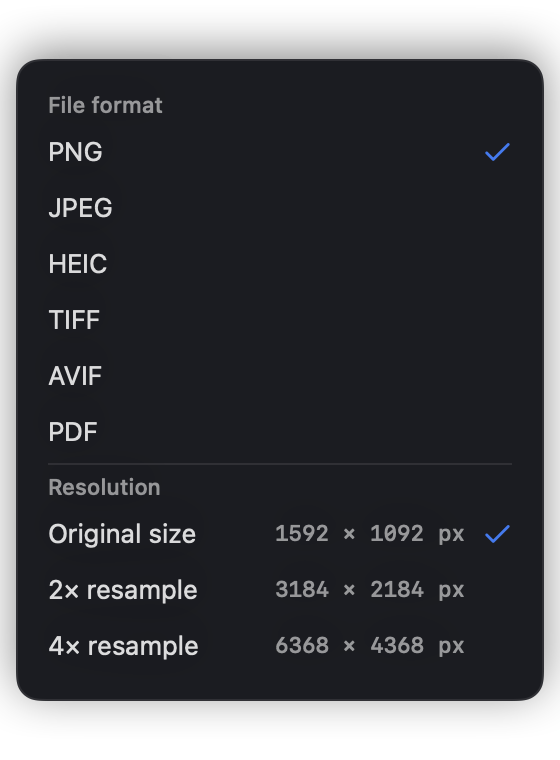 File format
PNG
JPEG
HEIC
TIFF
AVIF
PDF
Resolution
Original size 1592 × 1092 px
2× resample 3184 × 2184 px
4× resample 6368 × 4368 px